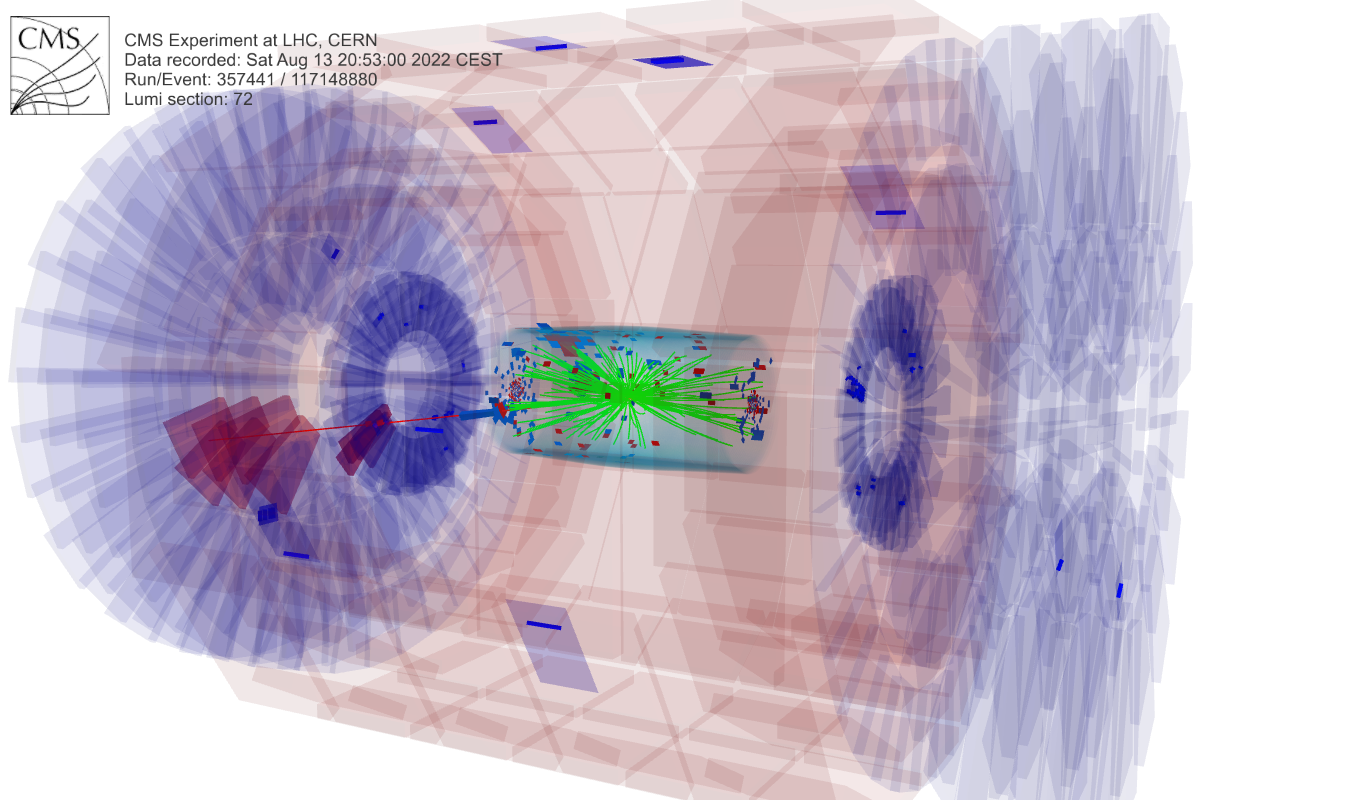 CMS
CMS Experiment at LHC, CERN
Data recorded: Sat Aug 13 20:53:00 2022 CEST
Run/Event: 357441 / 117148880
Lumi section: 72